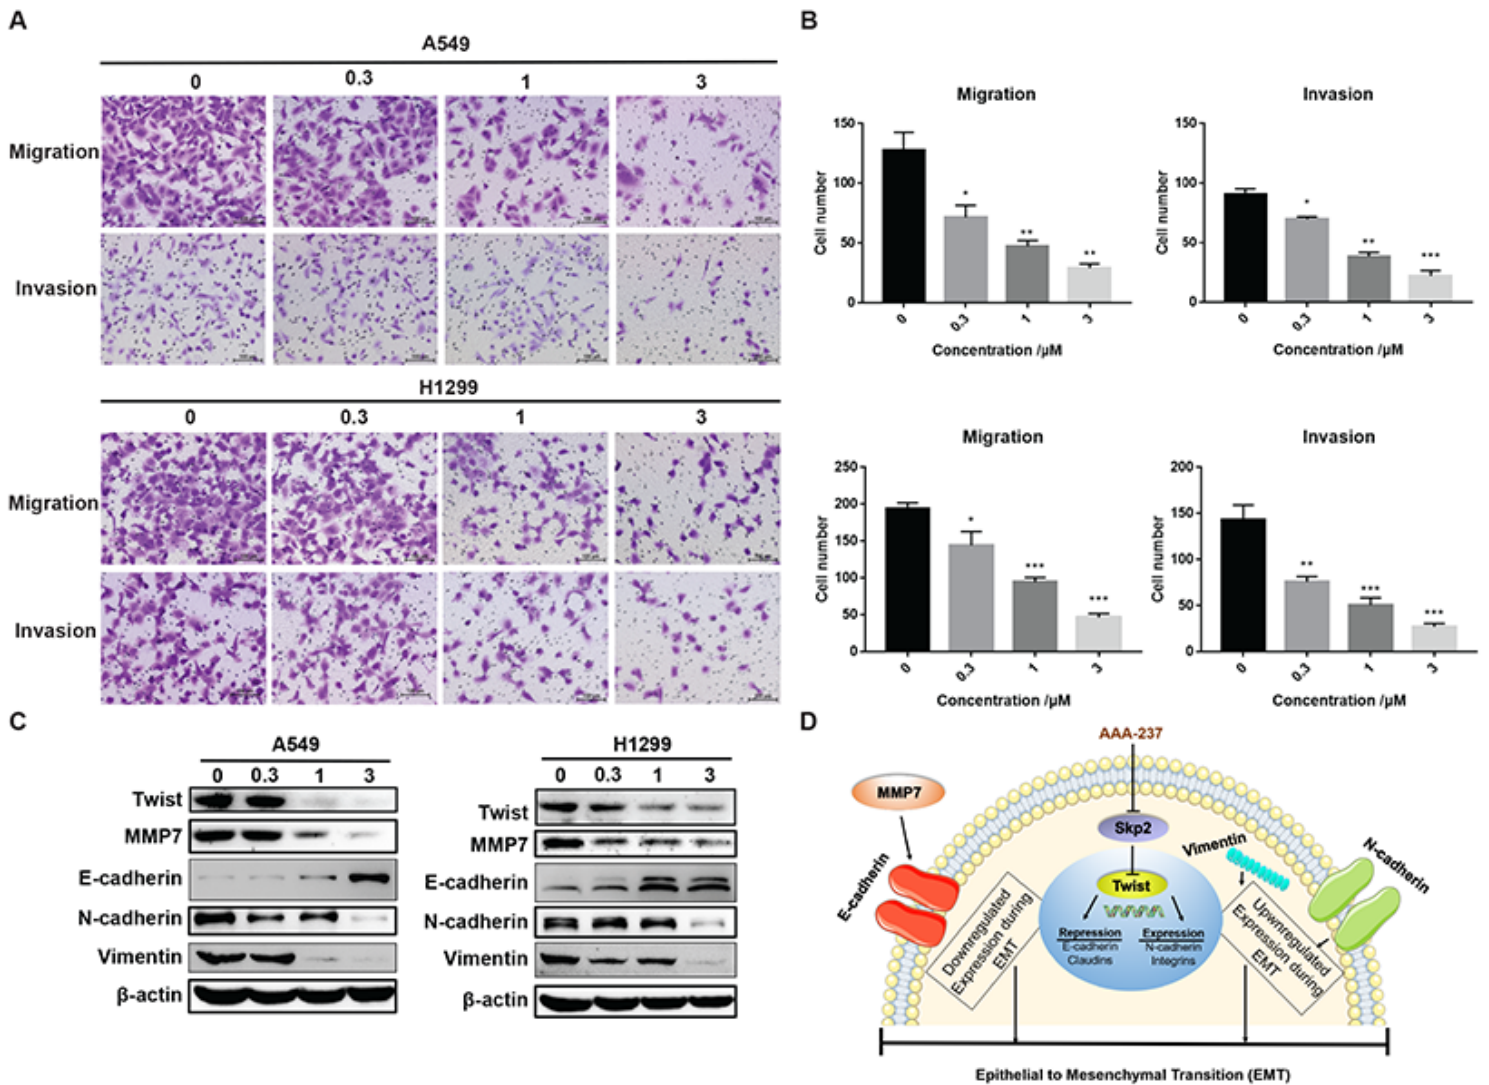 A
A549
0 0.3 1 3
Migration
Invasion
H1299
0 0.3 1 3
Migration
Invasion
B
Migration
Cell number
150
100
50
0
*
**
**
0 0.3 1 3
Concentration /μM
Invasion
Cell number
150
100
50
0
*
**
***
0 0.3 1 3
Concentration /μM
Migration
Cell number
250
200
150
100
50
0
*
***
***
0 0.3 1 3
Concentration /μM
Invasion
Cell number
200
150
100
50
0
**
***
***
0 0.3 1 3
Concentration /μM
C
A549
0 0.3 1 3
Twist
MMP7
E-cadherin
N-cadherin
Vimentin
β-actin
H1299
0 0.3 1 3
Twist
MMP7
E-cadherin
N-cadherin
Vimentin
β-actin
D
AAA-237
MMP7
Skp2
Vimentin
N-cadherin
E-cadherin
Twist
Repression
E-cadherin
Claudins
Expression
N-cadherin
Integrins
Downregulated
Expression during
EMT
Upwnregulated
Expression during
EMT
Epithelial to Mesenchymal Transition (EMT)